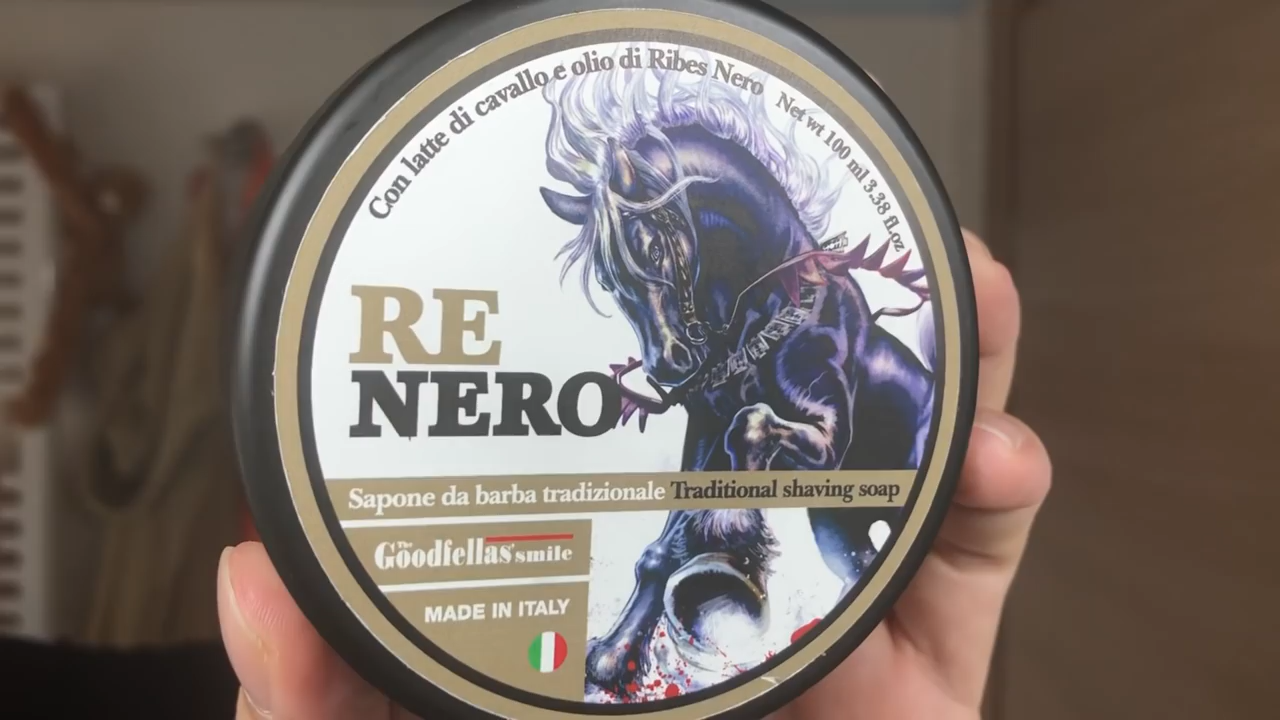 Con latte di cavallo e olio di Ribes Nero
Net wt 100 ml 3.38 fl.oz
RE
NERO
Sapone da barba tradizionale Traditional shaving soap
The Goodfellas' smile
MADE IN ITALY